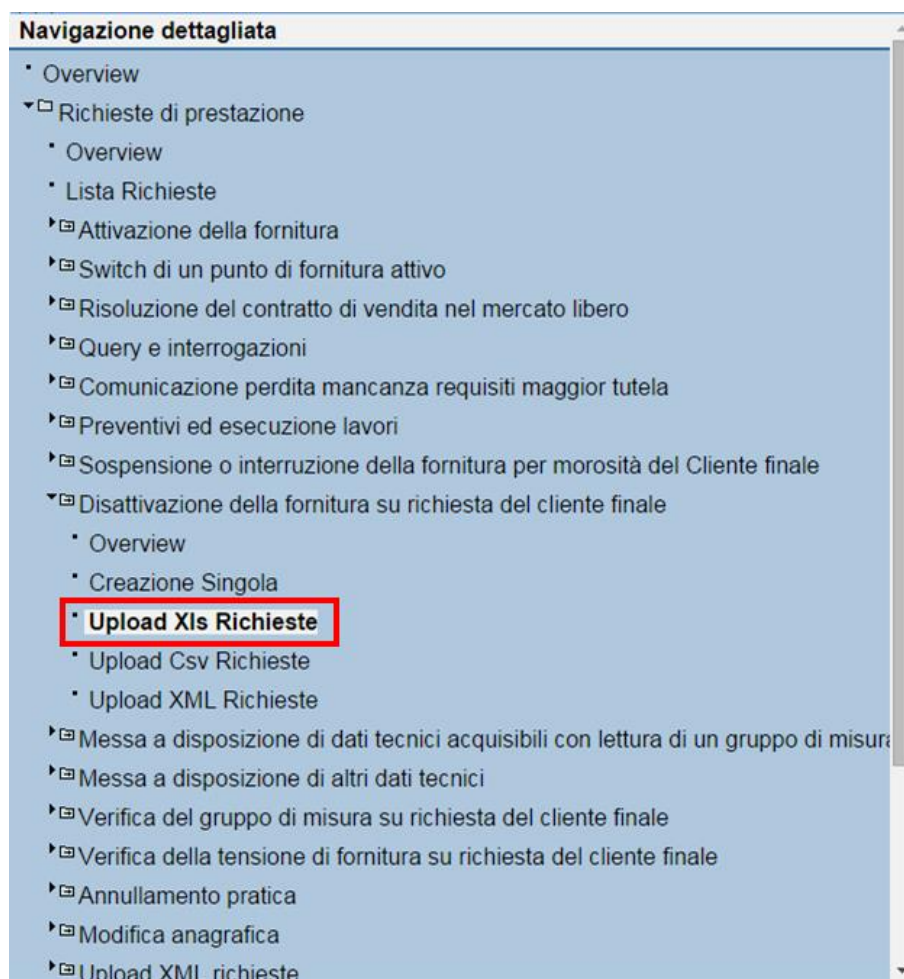 Navigazione dettagliata
Overview
Richieste di prestazione
Overview
Lista Richieste
Attivazione della fornitura
Switch di un punto di fornitura attivo
Risoluzione del contratto di vendita nel mercato libero
Query e interrogazioni
Comunicazione perdita mancanza requisiti maggior tutela
Preventivi ed esecuzione lavori
Sospensione o interruzione della fornitura per morosità del Cliente finale
Disattivazione della fornitura su richiesta del cliente finale
Overview
Creazione Singola
Upload Xls Richieste
Upload Csv Richieste
Upload XML Richieste
Messa a disposizione di dati tecnici acquisibili con lettura di un gruppo di misura
Messa a disposizione di altri dati tecnici
Verifica del gruppo di misura su richiesta del cliente finale
Verifica della tensione di fornitura su richiesta del cliente finale
Annullamento pratica
Modifica anagrafica
Upload XML richieste